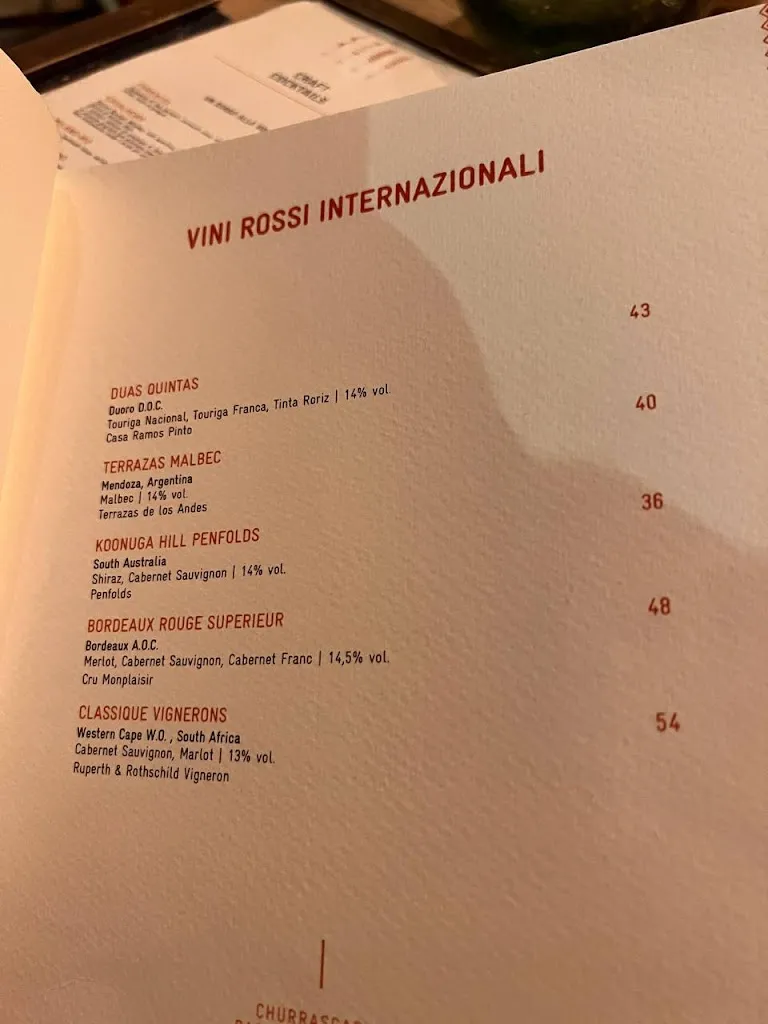 CRAFT
COCKTAILS
VINI ROSSI INTERNAZIONALI
DUAS QUINTAS 43
Duoro D.O.C.
Touriga Nacional, Touriga Franca, Tinta Roriz | 14% vol.
Casa Ramos Pinto
TERRAZAS MALBEC 40
Mendoza, Argentina
Malbec | 14% vol.
Terrazas de los Andes
KOONUGA HILL PENFOLDS 36
South Australia
Shiraz, Cabernet Sauvignon | 14% vol.
Penfolds
BORDEAUX ROUGE SUPERIEUR 48
Bordeaux A.O.C.
Merlot, Cabernet Sauvignon, Cabernet Franc | 14,5% vol.
Cru Monplaisir
CLASSIQUE VIGNERONS 54
Western Cape W.O. , South Africa
Cabernet Sauvignon, Marlot | 13% vol.
Ruperth & Rothschild Vigneron